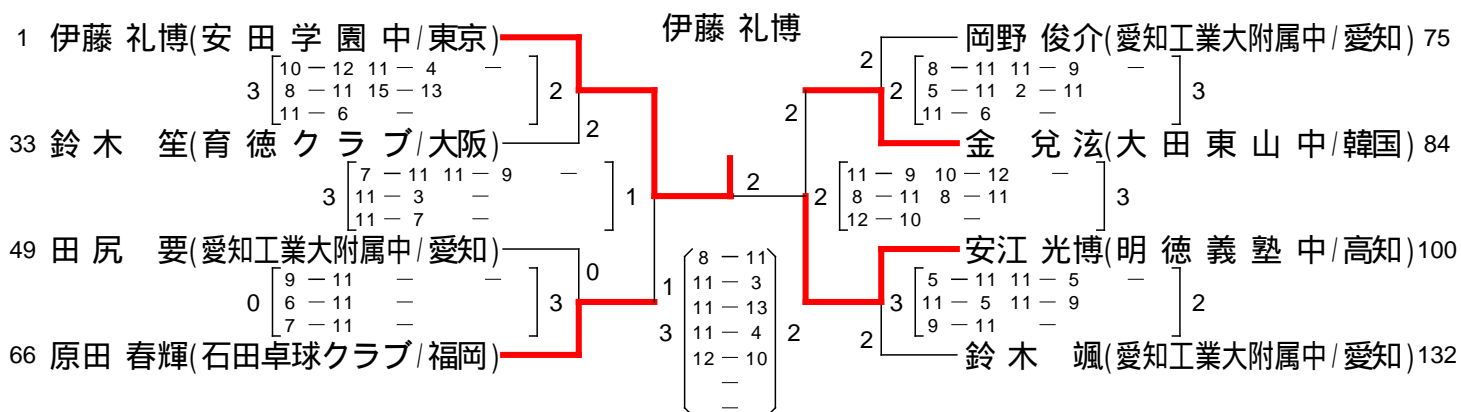 伊藤 礼博
1 伊藤 礼博(安田学園中/東京)
3 [10 − 12 11 − 4 −
8 − 11 15 − 13
11 − 6 −] 2
2
33 鈴木 笙(育徳クラブ/大阪)
3 [7 − 11 11 − 9 −
11 − 3 −
11 − 7 −] 1
49 田尻 要(愛知工業大附属中/愛知)
0
0 [9 − 11 − −
6 − 11 −
7 − 11 −] 3
66 原田 春輝(石田卓球クラブ/福岡)
1
2
3 (8 − 11
11 − 3
11 − 13
11 − 4
12 − 10
−
−) 2
岡野 俊介(愛知工業大附属中/愛知) 75
2
2 [8 − 11 11 − 9 −
5 − 11 2 − 11
11 − 6 −] 3
2
金 兌泫(大田東山中/韓国) 84
2 [11 − 9 10 − 12 −
8 − 11 8 − 11
12 − 10 −] 3
安江 光博(明徳義塾中/高知) 100
3 [5 − 11 11 − 5 −
11 − 5 11 − 9
9 − 11 −] 2
2
鈴木 颯(愛知工業大附属中/愛知) 132